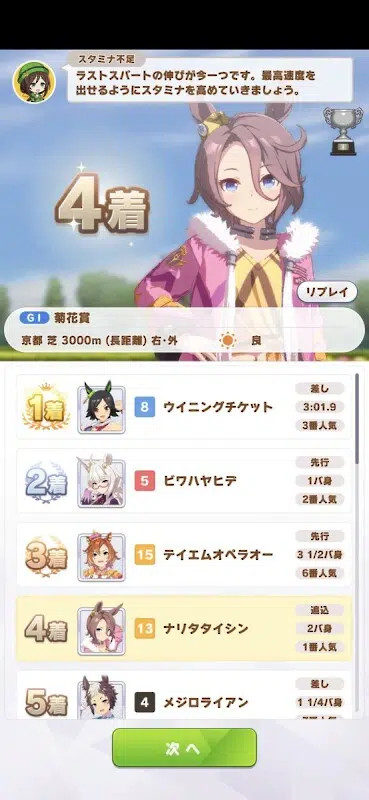 スタミナ不足
ラストスパートの伸びが今一つです。最高速度を
出せるようにスタミナを高めていきましょう。
4着
リプレイ
GI 菊花賞
京都 芝 3000m (長距離) 右・外 良
1着 8 ウイニングチケット 差し 3:01.9 3番人気
2着 5 ビワハヤヒデ 先行 1バ身 2番人気
3着 15 テイエムオペラオー 先行 3 1/2バ身 6番人気
4着 13 ナリタタイシン 追込 2バ身 1番人気
5着 4 メジロライアン 差し 1 1/4バ身
次へ